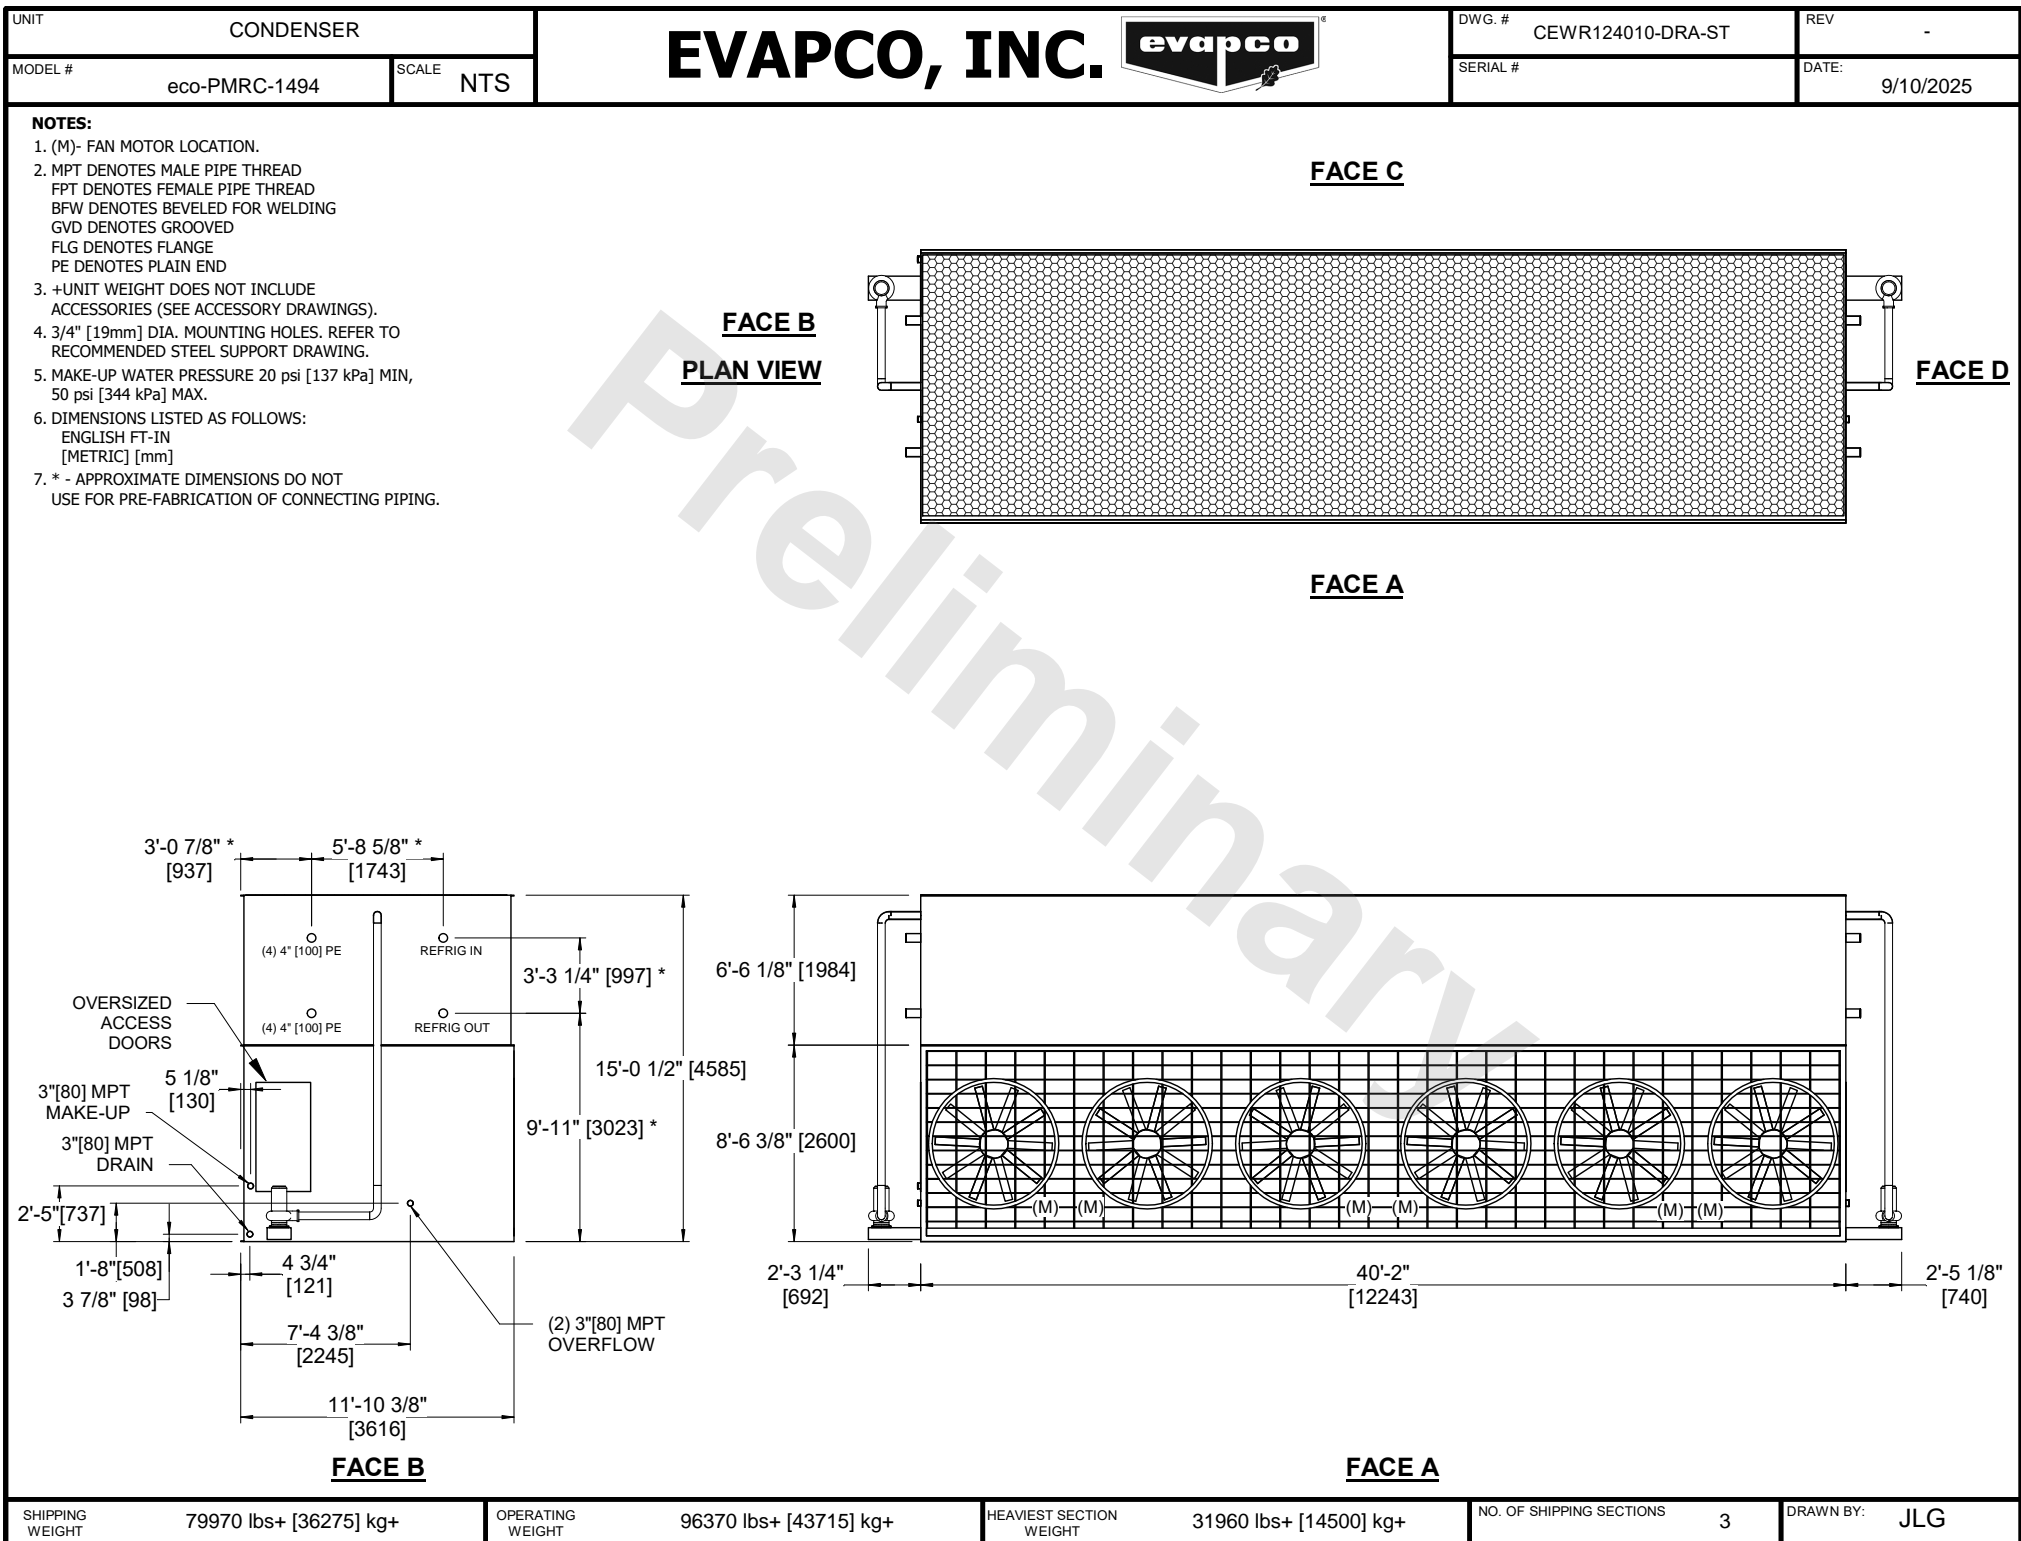 UNIT
CONDENSER
MODEL #
eco-PMRC-1494
SCALE
NTS
EVAPCO, INC.
evapco
®
DWG. #
CEWR124010-DRA-ST
REV
-
SERIAL #
DATE:
9/10/2025
NOTES:
1. (M)- FAN MOTOR LOCATION.
2. MPT DENOTES MALE PIPE THREAD
FPT DENOTES FEMALE PIPE THREAD
BFW DENOTES BEVELED FOR WELDING
GVD DENOTES GROOVED
FLG DENOTES FLANGE
PE DENOTES PLAIN END
3. +UNIT WEIGHT DOES NOT INCLUDE
ACCESSORIES (SEE ACCESSORY DRAWINGS).
4. 3/4" [19mm] DIA. MOUNTING HOLES. REFER TO
RECOMMENDED STEEL SUPPORT DRAWING.
5. MAKE-UP WATER PRESSURE 20 psi [137 kPa] MIN,
50 psi [344 kPa] MAX.
6. DIMENSIONS LISTED AS FOLLOWS:
ENGLISH FT-IN
[METRIC] [mm]
7. * - APPROXIMATE DIMENSIONS DO NOT
USE FOR PRE-FABRICATION OF CONNECTING PIPING.
FACE C
FACE B
PLAN VIEW
FACE D
FACE A
Preliminary
3'-0 7/8" *
[937]
5'-8 5/8" *
[1743]
(4) 4" [100] PE
REFRIG IN
3'-3 1/4" [997] *
(4) 4" [100] PE
REFRIG OUT
OVERSIZED
ACCESS
DOORS
15'-0 1/2" [4585]
5 1/8"
[130]
3"[80] MPT
MAKE-UP
3"[80] MPT
DRAIN
9'-11" [3023] *
2'-5"[737]
1'-8"[508]
3 7/8" [98]
4 3/4"
[121]
(2) 3"[80] MPT
OVERFLOW
7'-4 3/8"
[2245]
11'-10 3/8"
[3616]
FACE B
6'-6 1/8" [1984]
8'-6 3/8" [2600]
(M) (M) (M) (M) (M) (M)
2'-3 1/4"
[692]
40'-2"
[12243]
2'-5 1/8"
[740]
FACE A
SHIPPING
WEIGHT
79970 lbs+ [36275] kg+
OPERATING
WEIGHT
96370 lbs+ [43715] kg+
HEAVIEST SECTION
WEIGHT
31960 lbs+ [14500] kg+
NO. OF SHIPPING SECTIONS
3
DRAWN BY:
JLG